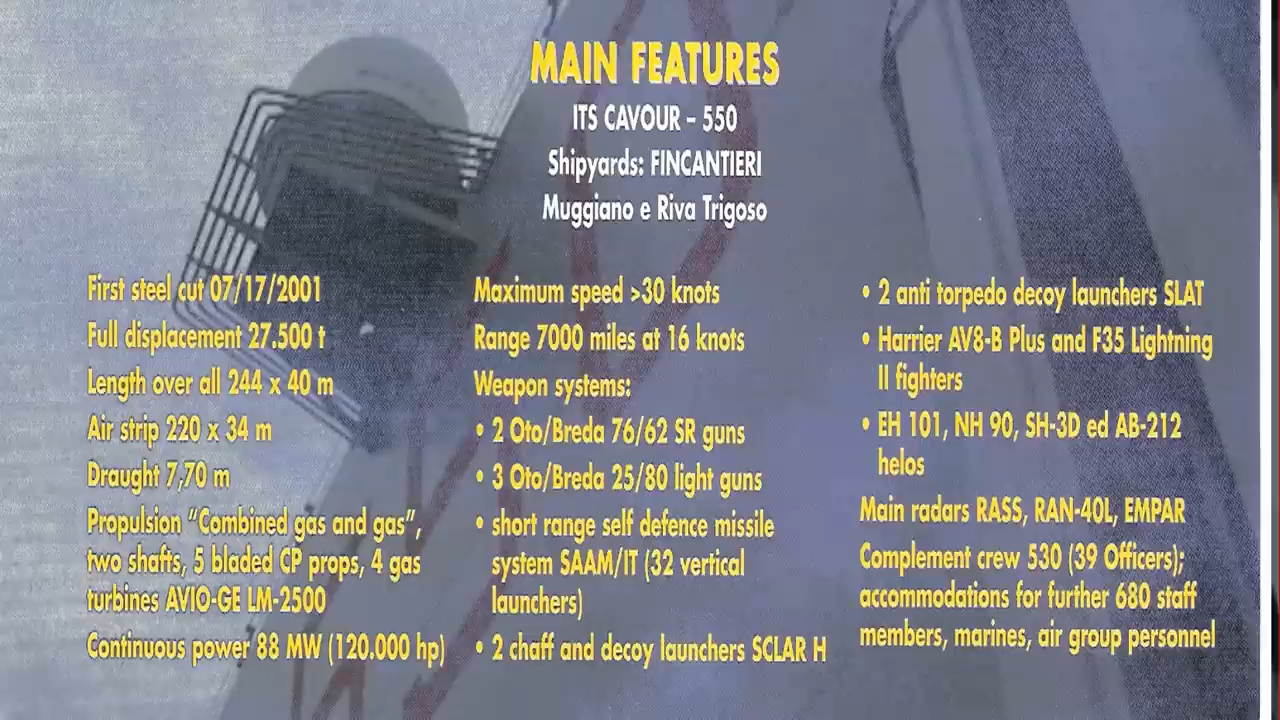 MAIN FEATURES
ITS CAVOUR – 550
Shipyards: FINCANTIERI
Muggiano e Riva Trigoso
First steel cut 07/17/2001
Full displacement 27.500 t
Length over all 244 x 40 m
Air strip 220 x 34 m
Draught 7,70 m
Propulsion “Combined gas and gas”,
two shafts, 5 bladed CP props, 4 gas
turbines AVIO-GE LM-2500
Continuous power 88 MW (120.000 hp)
Maximum speed >30 knots
Range 7000 miles at 16 knots
Weapon systems:
• 2 Oto/Breda 76/62 SR guns
• 3 Oto/Breda 25/80 light guns
• short range self defence missile
system SAAM/IT (32 vertical
launchers)
• 2 chaff and decoy launchers SCLAR H
• 2 anti torpedo decoy launchers SLAT
• Harrier AV8-B Plus and F35 Lightning
II fighters
• EH 101, NH 90, SH-3D ed AB-212
helos
Main radars RASS, RAN-40L, EMPAR
Complement crew 530 (39 Officers);
accommodations for further 680 staff
members, marines, air group personnel